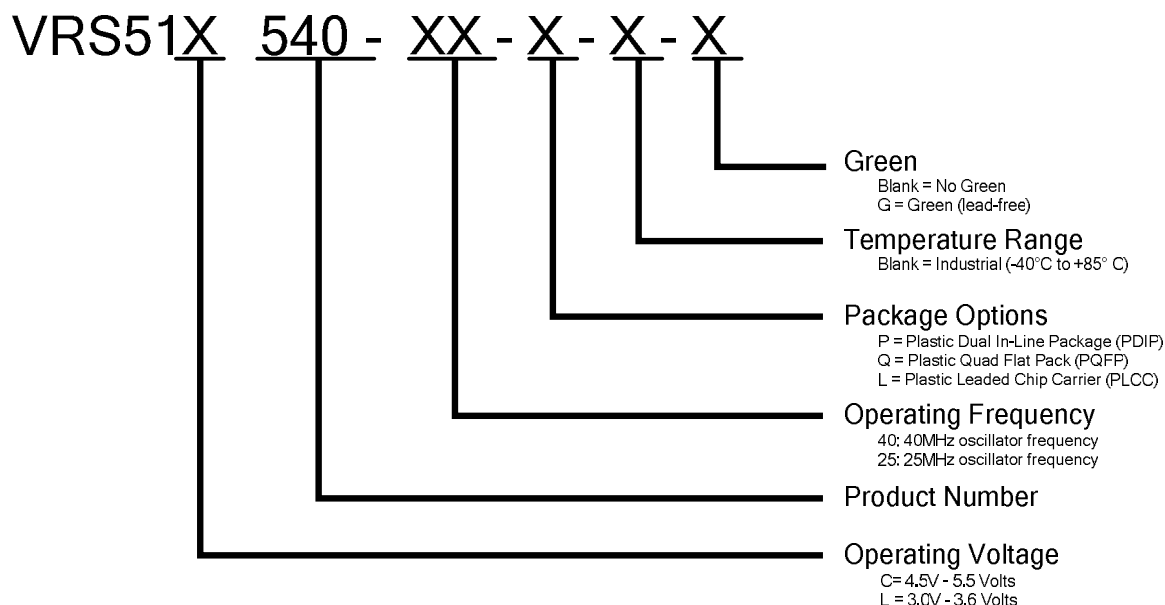 VRS51X 540 - XX - X - X - X
Green
Blank = No Green
G = Green (lead-free)
Temperature Range
Blank = Industrial (-40°C to +85° C)
Package Options
P = Plastic Dual In-Line Package (PDIP)
Q = Plastic Quad Flat Pack (PQFP)
L = Plastic Leaded Chip Carrier (PLCC)
Operating Frequency
40: 40MHz oscillator frequency
25: 25MHz oscillator frequency
Product Number
Operating Voltage
C= 4.5V - 5.5 Volts
L = 3.0V - 3.6 Volts